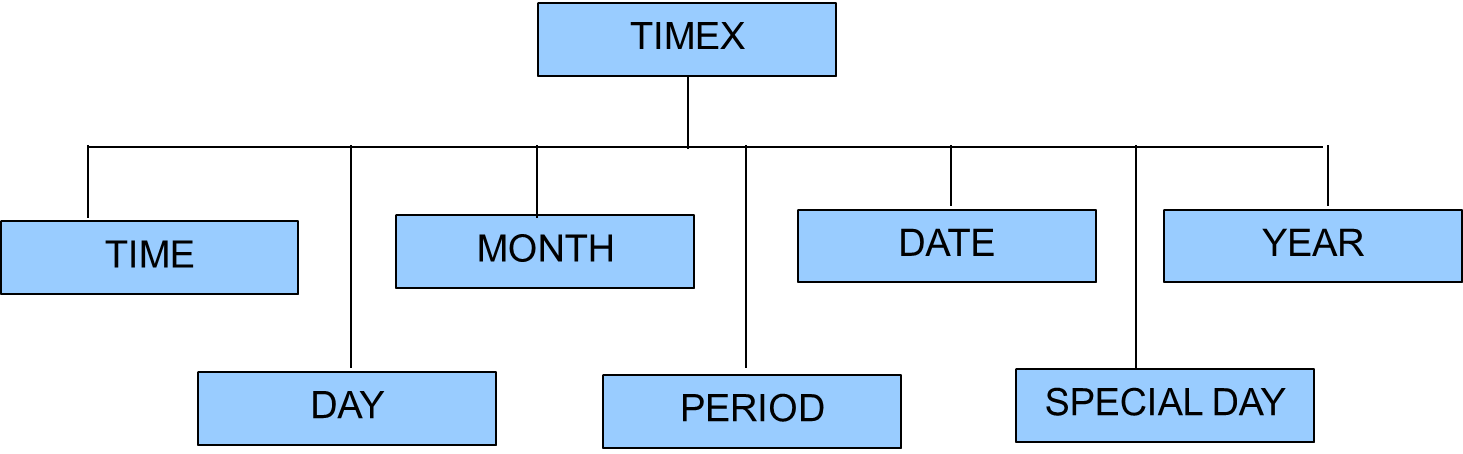 TIMEX
TIME
MONTH
DATE
YEAR
DAY
PERIOD
SPECIAL DAY